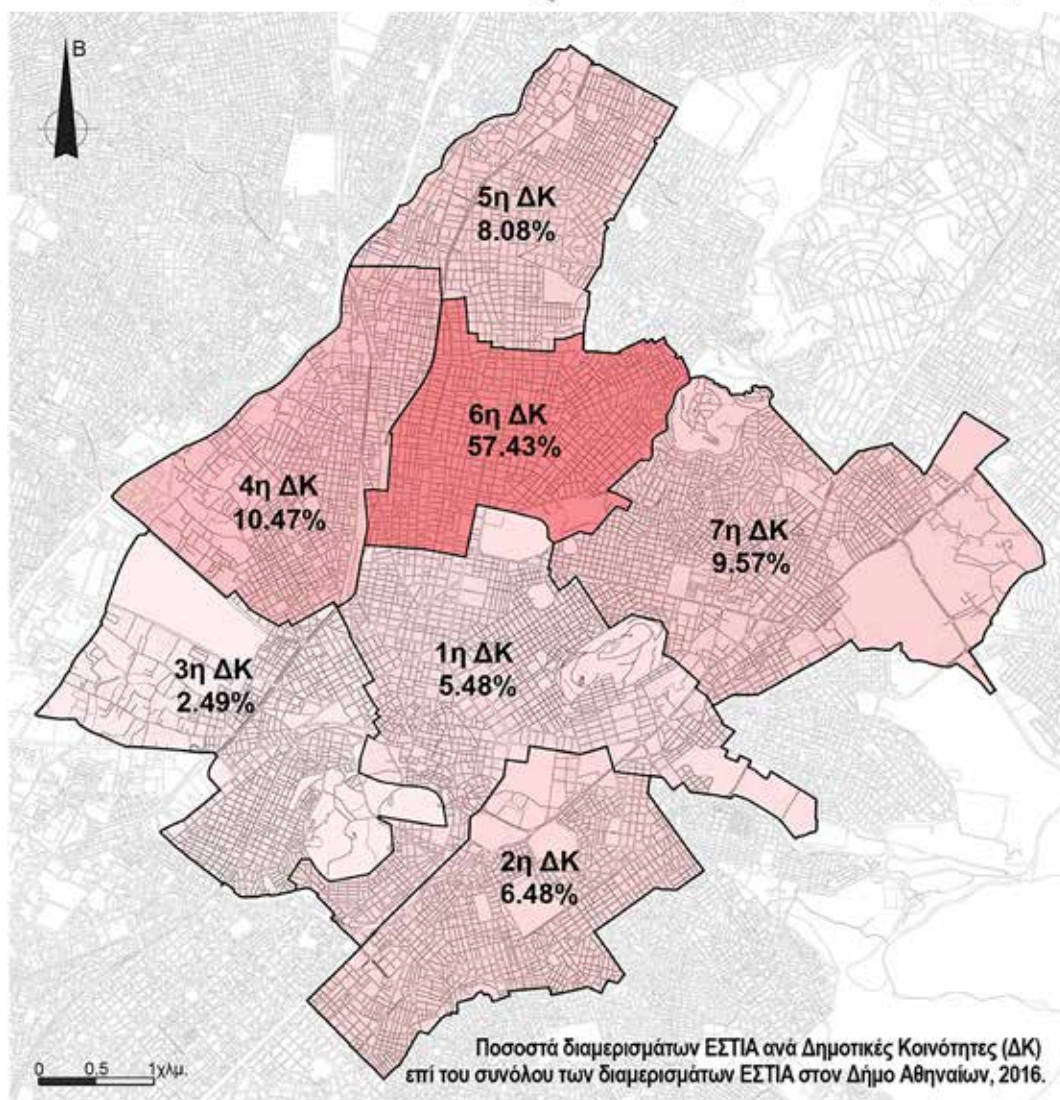 Β
5η ΔΚ
8.08%
6η ΔΚ
57.43%
4η ΔΚ
10.47%
7η ΔΚ
9.57%
1η ΔΚ
5.48%
3η ΔΚ
2.49%
2η ΔΚ
6.48%
Ποσοστά διαμερισμάτων ΕΣΤΙΑ ανά Δημοτικές Κοινότητες (ΔΚ)
επί του συνόλου των διαμερισμάτων ΕΣΤΙΑ στον Δήμο Αθηναίων, 2016.
0 0.5 1χλμ.